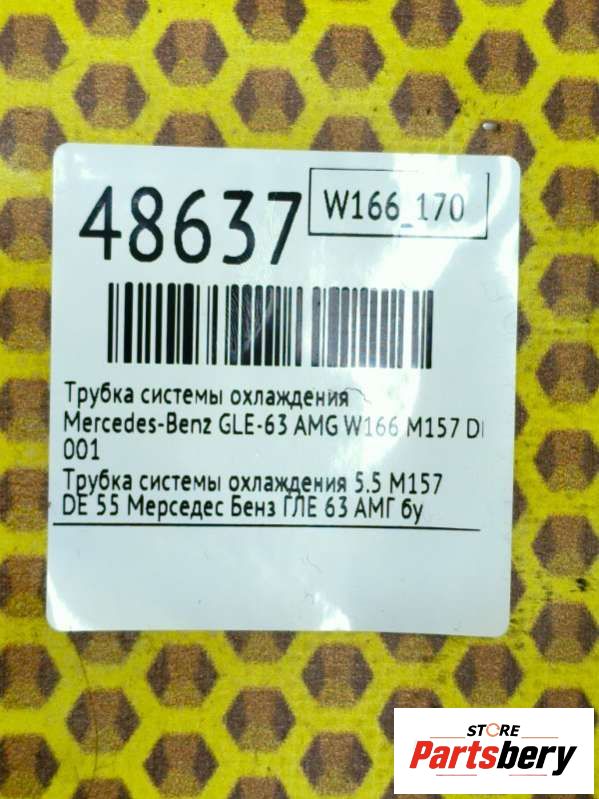 48637
W166_170
Трубка системы охлаждения
Mercedes-Benz GLE-63 AMG W166 M157 D
001
Трубка системы охлаждения 5.5 M157
DE 55 Мерседес Бенз ГЛЕ 63 АМГ бу
STORE
Partsbery